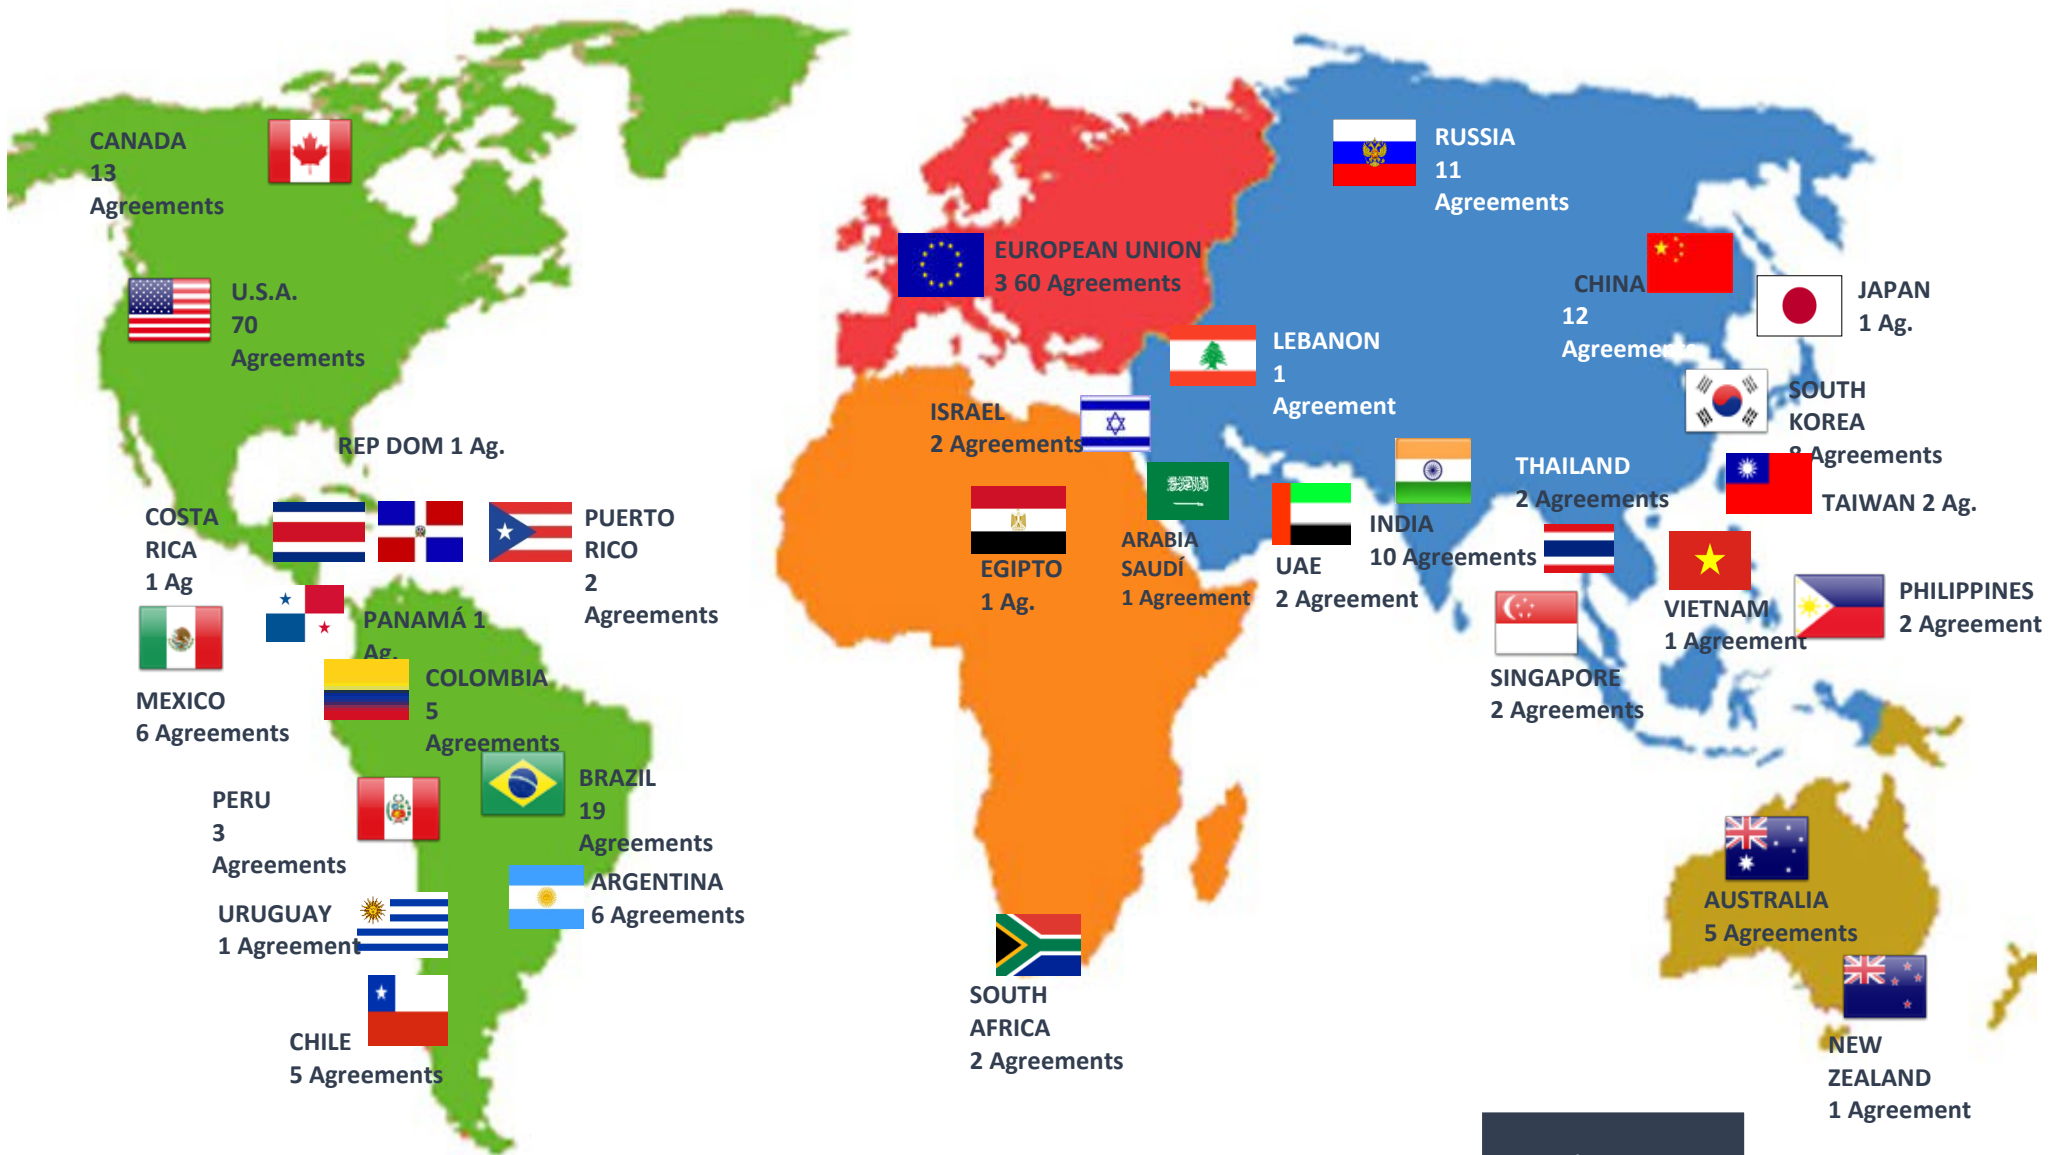 CANADA
13
Agreements
U.S.A.
70
Agreements
REP DOM 1 Ag.
COSTA
RICA
1 Ag
PUERTO
RICO
2
Agreements
PANAMÁ 1
Ag.
MEXICO
6 Agreements
COLOMBIA
5
Agreements
PERU
3
Agreements
BRAZIL
19
Agreements
ARGENTINA
6 Agreements
URUGUAY
1 Agreement
CHILE
5 Agreements
EUROPEAN UNION
3 60 Agreements
ISRAEL
2 Agreements
EGIPTO
1 Ag.
ARABIA
SAUDÍ
1 Agreement
SOUTH
AFRICA
2 Agreements
RUSSIA
11
Agreements
LEBANON
1
Agreement
UAE
2 Agreement
INDIA
10 Agreements
CHINA
12
Agreements
JAPAN
1 Ag.
SOUTH
KOREA
8 Agreements
THAILAND
2 Agreements
TAIWAN 2 Ag.
VIETNAM
1 Agreement
PHILIPPINES
2 Agreement
SINGAPORE
2 Agreements
AUSTRALIA
5 Agreements
NEW
ZEALAND
1 Agreement